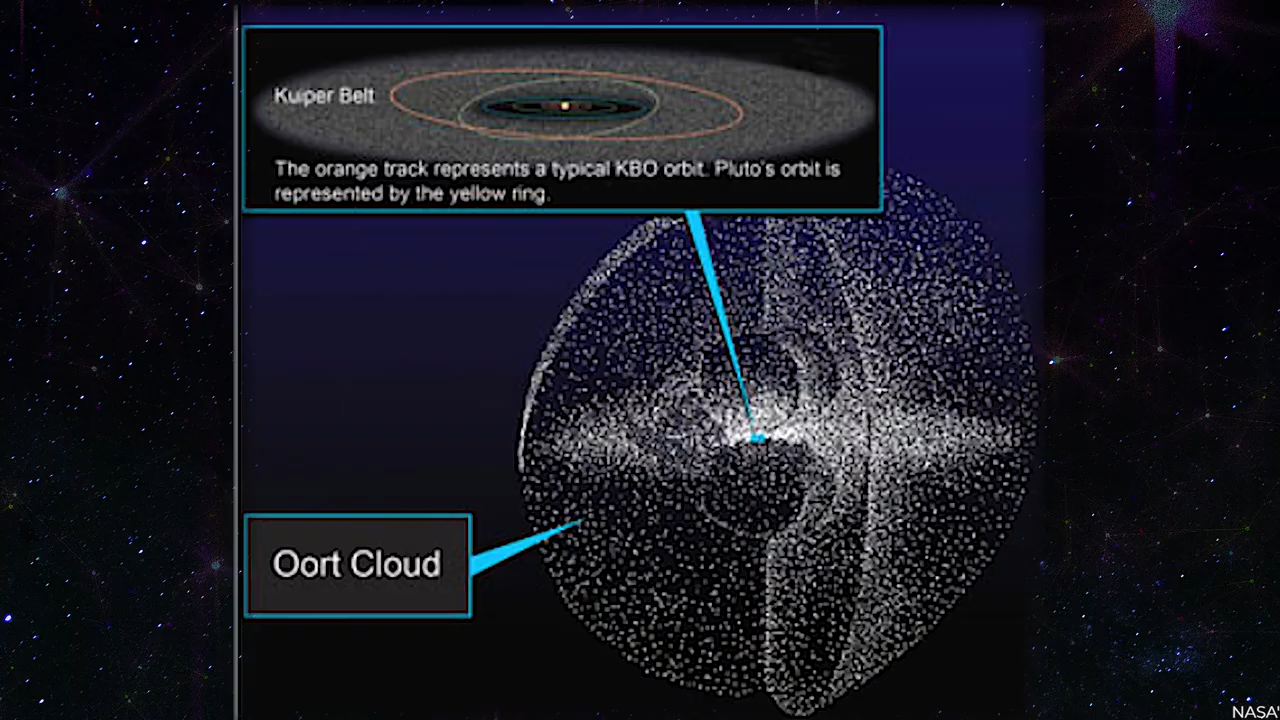 Kuiper Belt
The orange track represents a typical KBO orbit. Pluto's orbit is
represented by the yellow ring.
Oort Cloud
NASA'